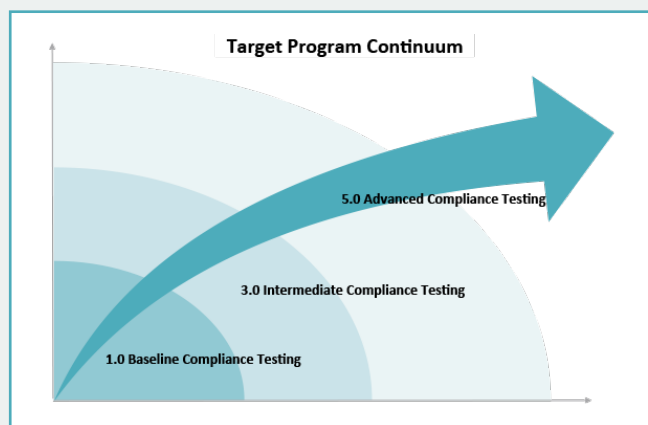 Target Program Continuum
5.0 Advanced Compliance Testing
3.0 Intermediate Compliance Testing
1.0 Baseline Compliance Testing